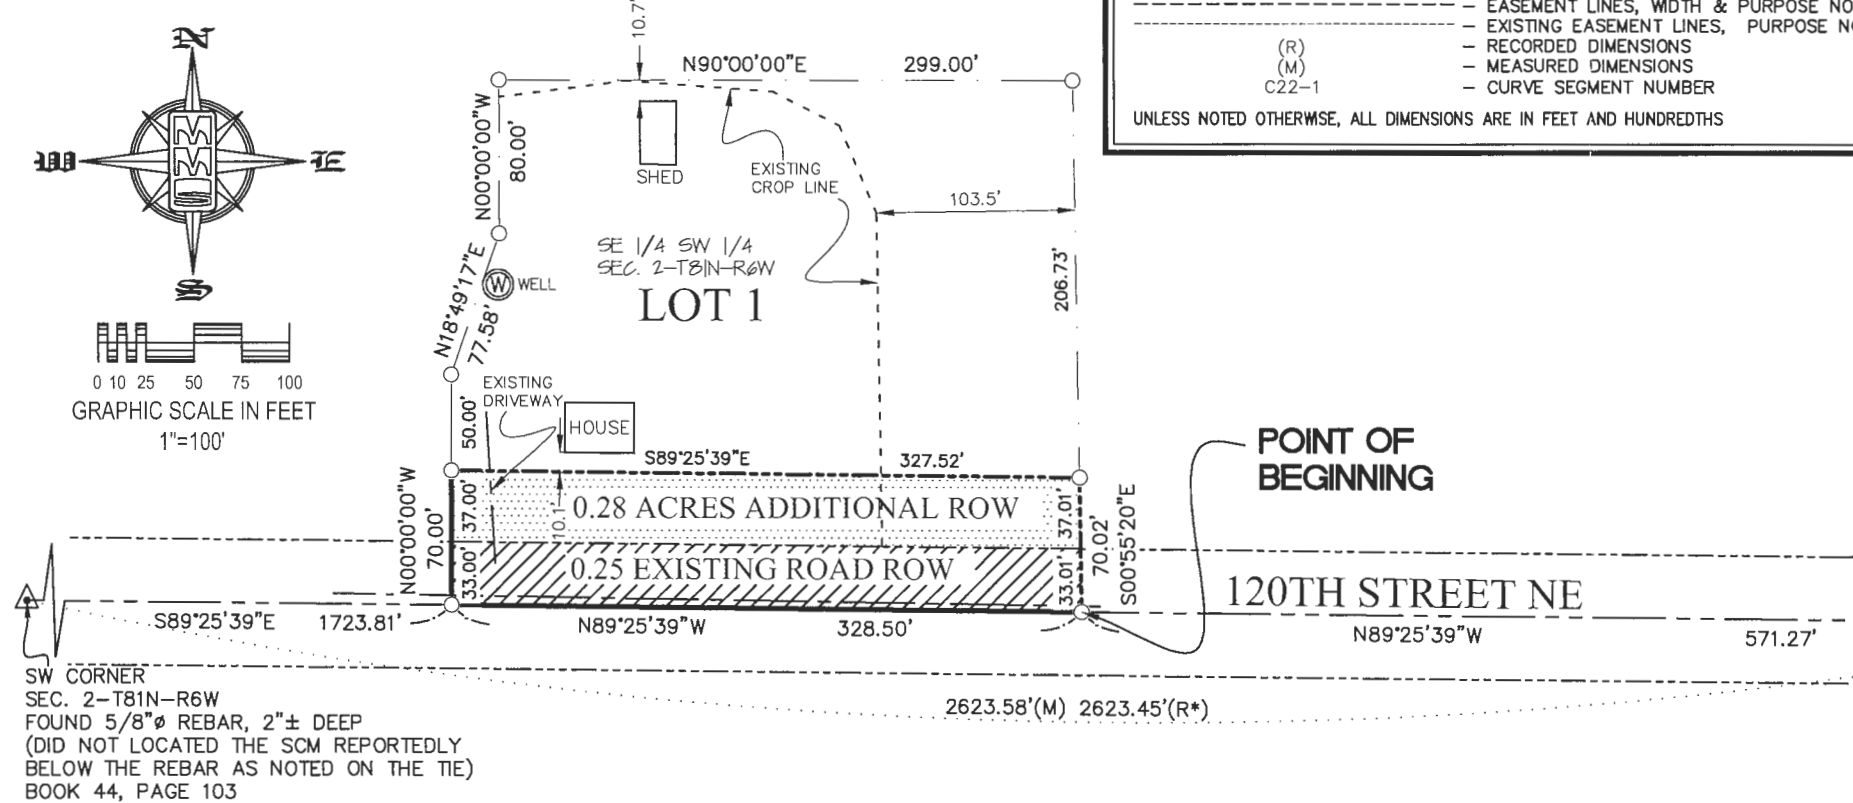 EASEMENT LINES, WIDTH & PURPOSE NO
- EXISTING EASEMENT LINES, PURPOSE N
(R) - RECORDED DIMENSIONS
(M) - MEASURED DIMENSIONS
C22-1 - CURVE SEGMENT NUMBER
UNLESS NOTED OTHERWISE, ALL DIMENSIONS ARE IN FEET AND HUNDREDTHS
N
W
E
S
MMS
0 10 25 50 75 100
GRAPHIC SCALE IN FEET
1"=100'
10.7'
N90°00'00"E 299.00'
N00°00'00"W
80.00'
SHED
EXISTING
CROP LINE
103.5'
206.73'
SE 1/4 SW 1/4
SEC. 2-T81N-R6W
LOT 1
W WELL
N18°49'17"E
77.58'
50.00'
EXISTING
DRIVEWAY
HOUSE
S89°25'39"E 327.52'
POINT OF
BEGINNING
N00°00'00"W
70.00'
37.00'
33.00'
10.1'
0.28 ACRES ADDITIONAL ROW
0.25 EXISTING ROAD ROW
37.01'
33.01'
70.02'
S00°55'20"E
120TH STREET NE
S89°25'39"E 1723.81'
N89°25'39"W 328.50'
N89°25'39"W 571.27'
2623.58'(M) 2623.45'(R*)
SW CORNER
SEC. 2-T81N-R6W
FOUND 5/8"ø REBAR, 2"± DEEP
(DID NOT LOCATED THE SCM REPORTEDLY
BELOW THE REBAR AS NOTED ON THE TIE)
BOOK 44, PAGE 103